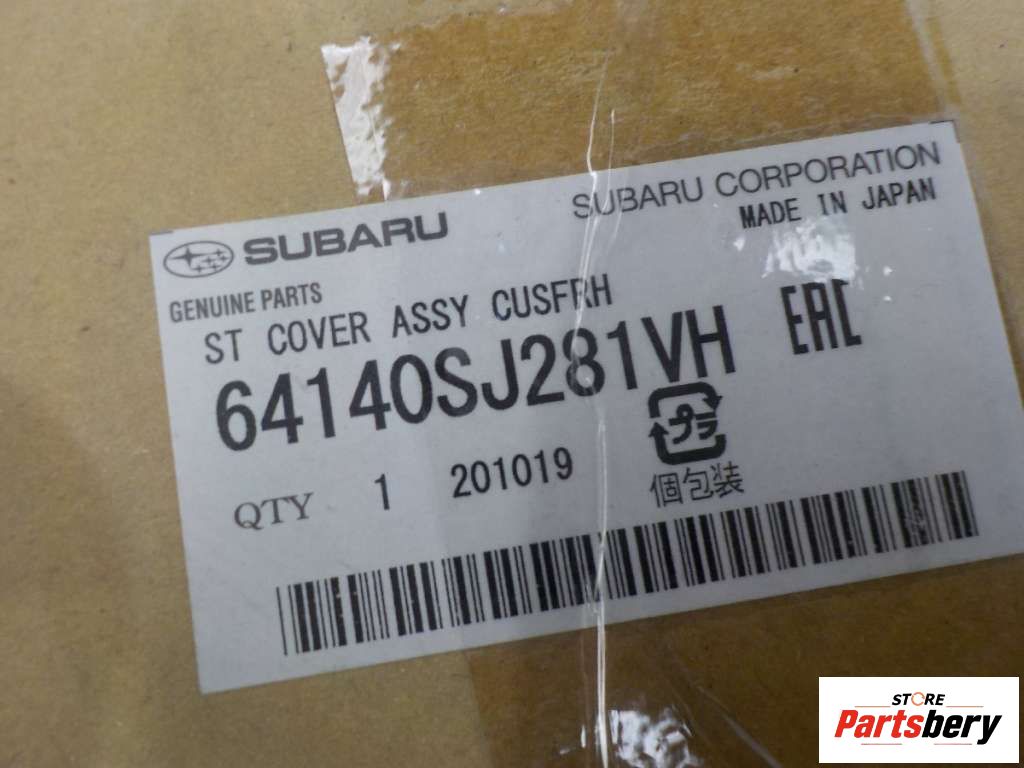 SUBARU
SUBARU CORPORATION
MADE IN JAPAN
GENUINE PARTS
ST COVER ASSY CUSFRH
64140SJ281VH
EAC
プラ
QTY 1 201019
個包装
STORE
Partsbery